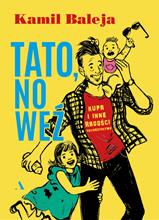 Kamil Baleja
TATO,
NO
WEŹ
KUPA
I INNE
RADOŚCI
TACIERZYŃSTWA
A